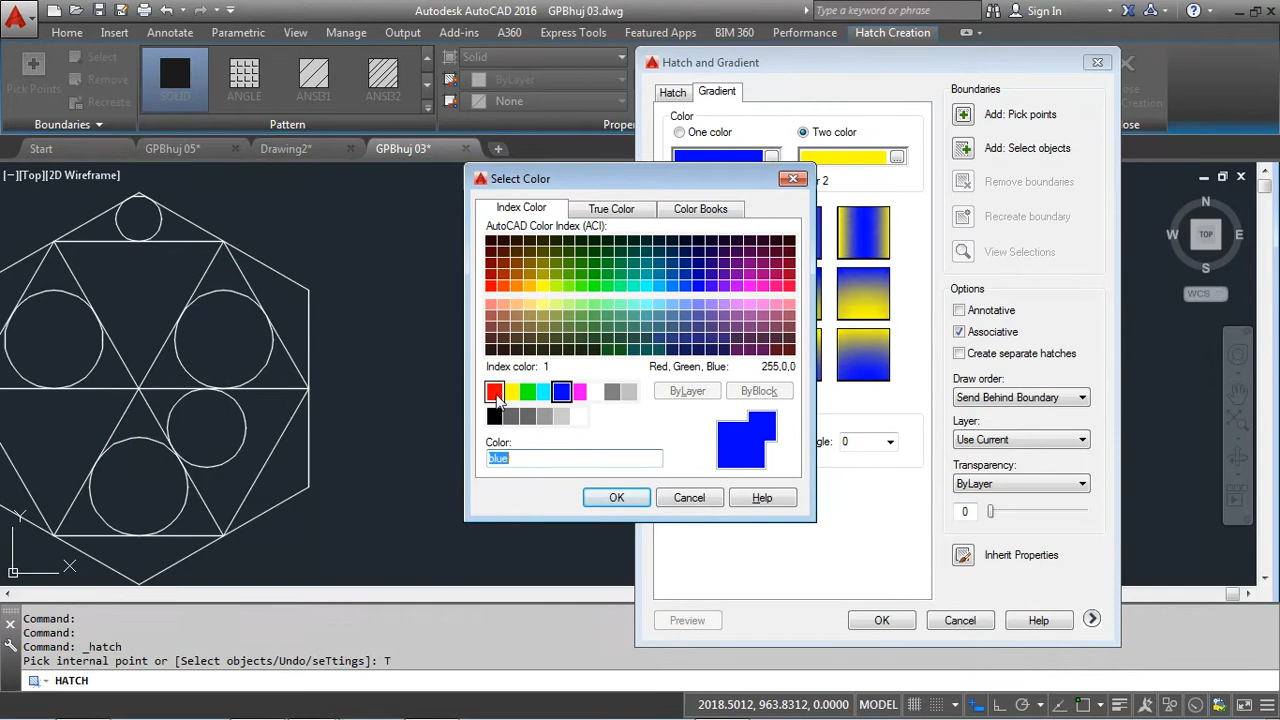 Autodesk AutoCAD 2016 GPBhuj 03.dwg
Type a keyword or phrase
Sign In
Home Insert Annotate Parametric View Manage Output Add-ins A360 Express Tools Featured Apps BIM 360 Performance Hatch Creation
Pick Points
Select
Remove
Recreate
Boundaries
SOLID
ANGLE
ANSI31
ANSI32
Pattern
Solid
ByLayer
None
Start
GPBhuj 05*
Drawing2*
GPBhuj 03*
[−][Top][2D Wireframe]
Hatch and Gradient
Hatch
Gradient
Color
One color
Two color
Boundaries
Add: Pick points
Add: Select objects
Remove boundaries
Recreate boundary
View Selections
Options
Annotative
Associative
Create separate hatches
Draw order:
Send Behind Boundary
Layer:
Use Current
Transparency:
ByLayer
0
Inherit Properties
Preview
OK
Cancel
Help
Select Color
Index Color
True Color
Color Books
AutoCAD Color Index (ACI):
Index color: 1
Red, Green, Blue: 255,0,0
ByLayer
ByBlock
Color:
blue
OK
Cancel
Help
N
W
TOP
E
S
WCS
Y
X
Command:
Command:
Command: _hatch
Pick internal point or [Select objects/Undo/seTtings]: T
HATCH
2018.5012, 963.8312, 0.0000
MODEL